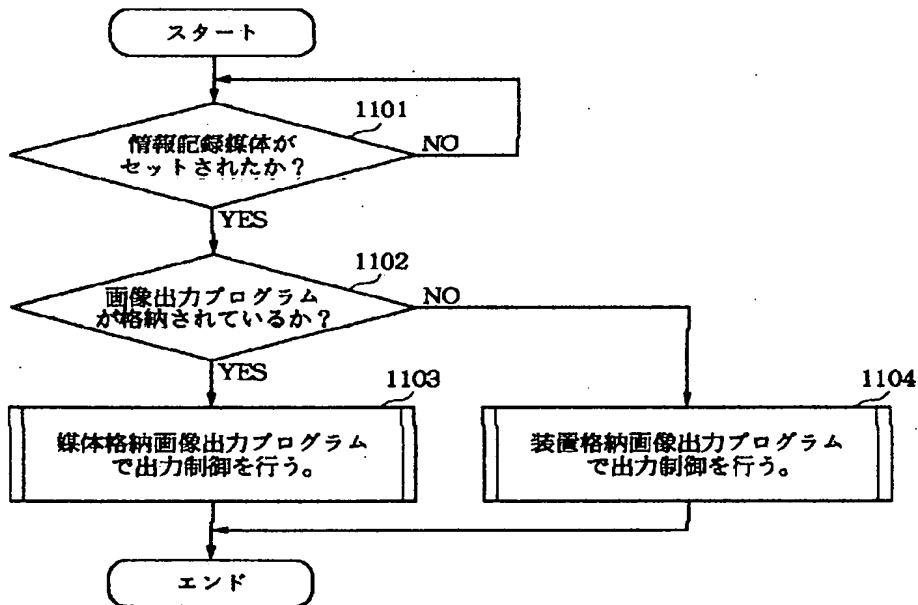 スタート
1101
情報記録媒体が
セットされたか？
NO
YES
1102
画像出力プログラム
が格納されているか？
NO
YES
1103
媒体格納画像出力プログラム
で出力制御を行う。
1104
装置格納画像出力プログラム
で出力制御を行う。
エンド